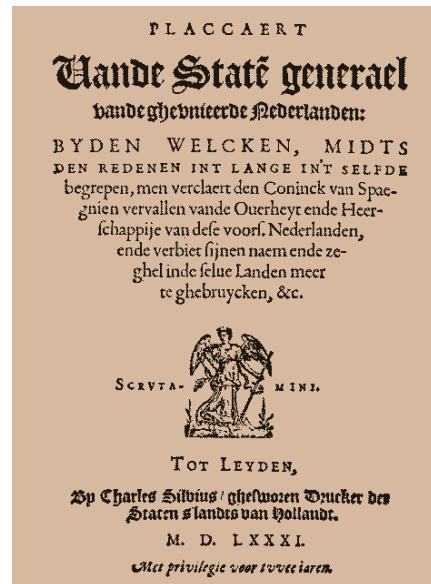 PLACCAERT
Vande Statẽ generael
vande ghevnieerde Nederlanden:
BYDEN WELCKEN, MIDTS
DEN REDENEN INT LANGE IN'T SELFDE
begrepen, men verclaert den Coninck van Spae-
gnien vervallen vande Ouerheyt ende Heer-
schappije van dese voors. Nederlanden,
ende verbiet sijnen naem ende ze-
ghel inde selue Landen meer
te ghebruycken, &c.
SCRVTA- MINI.
TOT LEYDEN,
By Charles Silvius / ghesworen Drucker der
Staten s'landts van Hollandt.
M. D. LXXXI.
Met privilegie voor tvvee iaren.